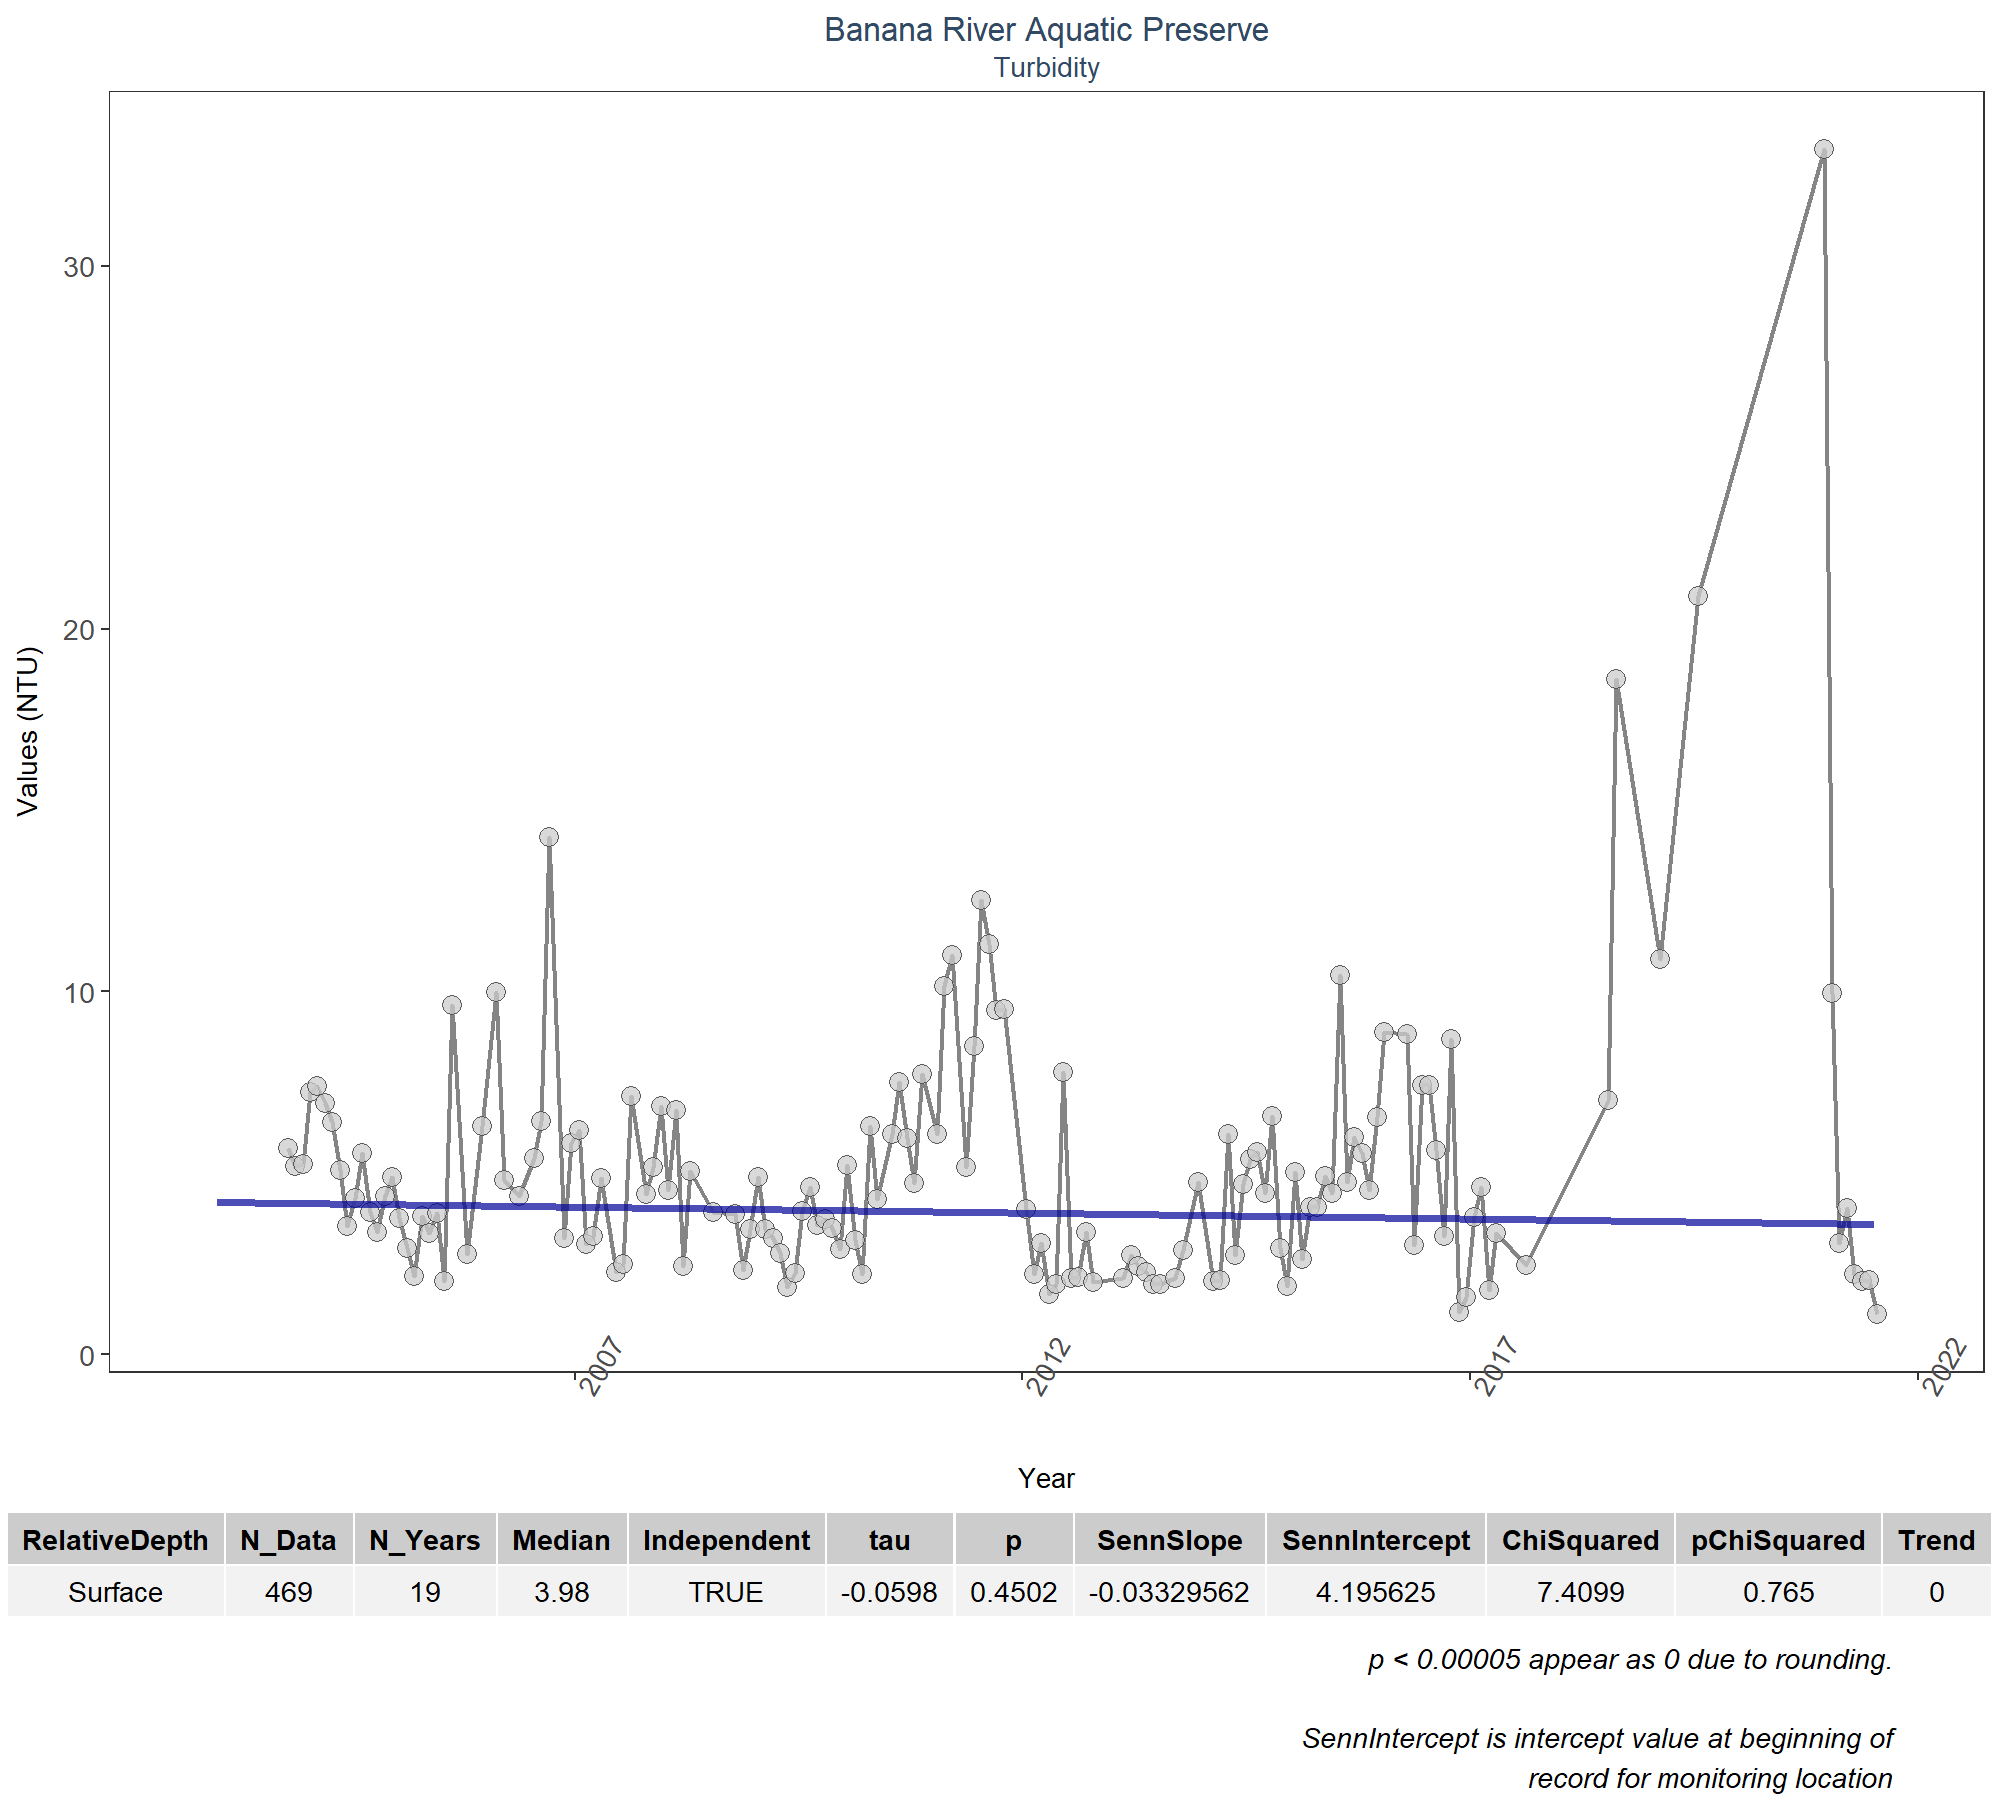 Banana River Aquatic Preserve
Turbidity
30
20
10
0
Values (NTU)
2007
2012
2017
2022
Year
RelativeDepth N_Data N_Years Median Independent tau p SennSlope SennIntercept ChiSquared pChiSquared Trend
Surface 469 19 3.98 TRUE -0.0598 0.4502 -0.03329562 4.195625 7.4099 0.765 0
p < 0.00005 appear as 0 due to rounding.
SennIntercept is intercept value at beginning of
record for monitoring location